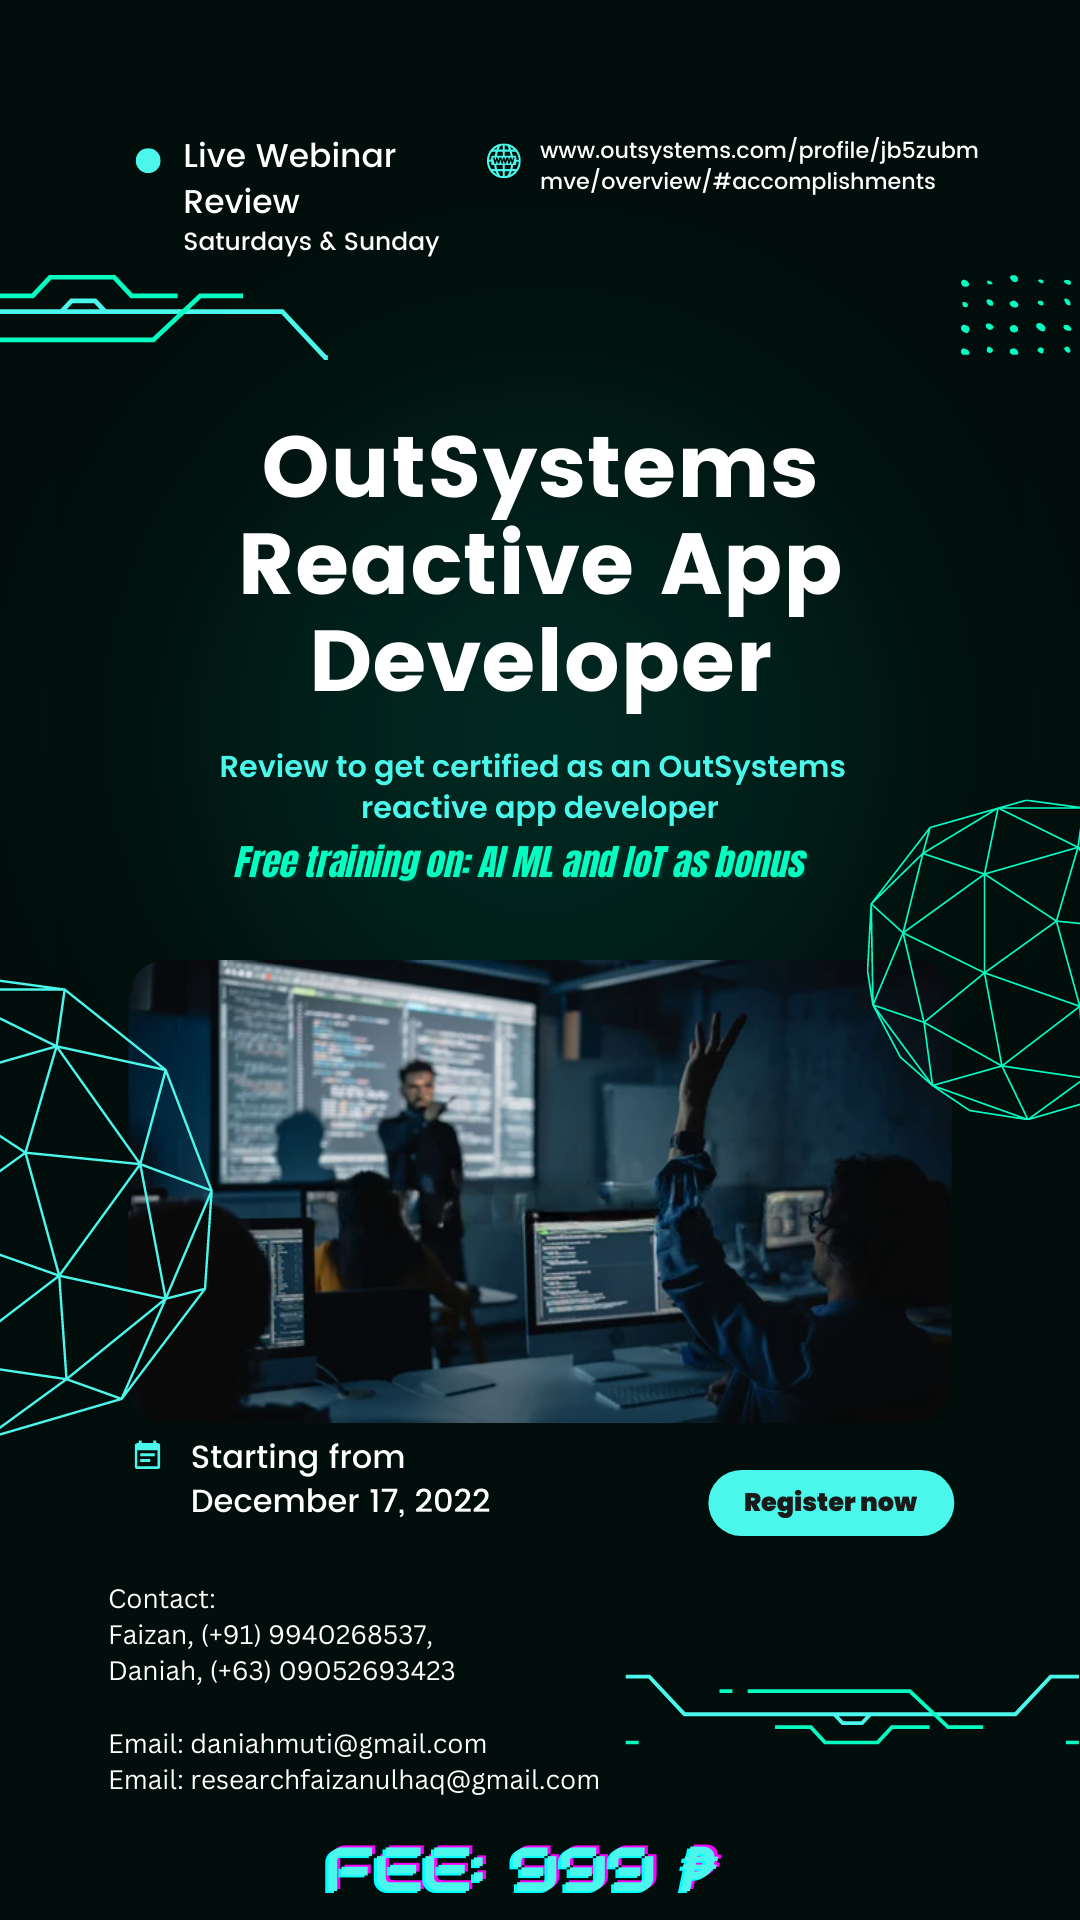 Live Webinar
Review
Saturdays & Sunday
www.outsystems.com/profile/jb5zubm
mve/overview/#accomplishments
OutSystems
Reactive App
Developer
Review to get certified as an OutSystems
reactive app developer
Free training on: AI ML and IoT as bonus
Starting from
December 17, 2022
Register now
Contact:
Faizan, (+91) 9940268537,
Daniah, (+63) 09052693423
Email: daniahmuti@gmail.com
Email: researchfaizanulhaq@gmail.com
FEE: 999 ₱